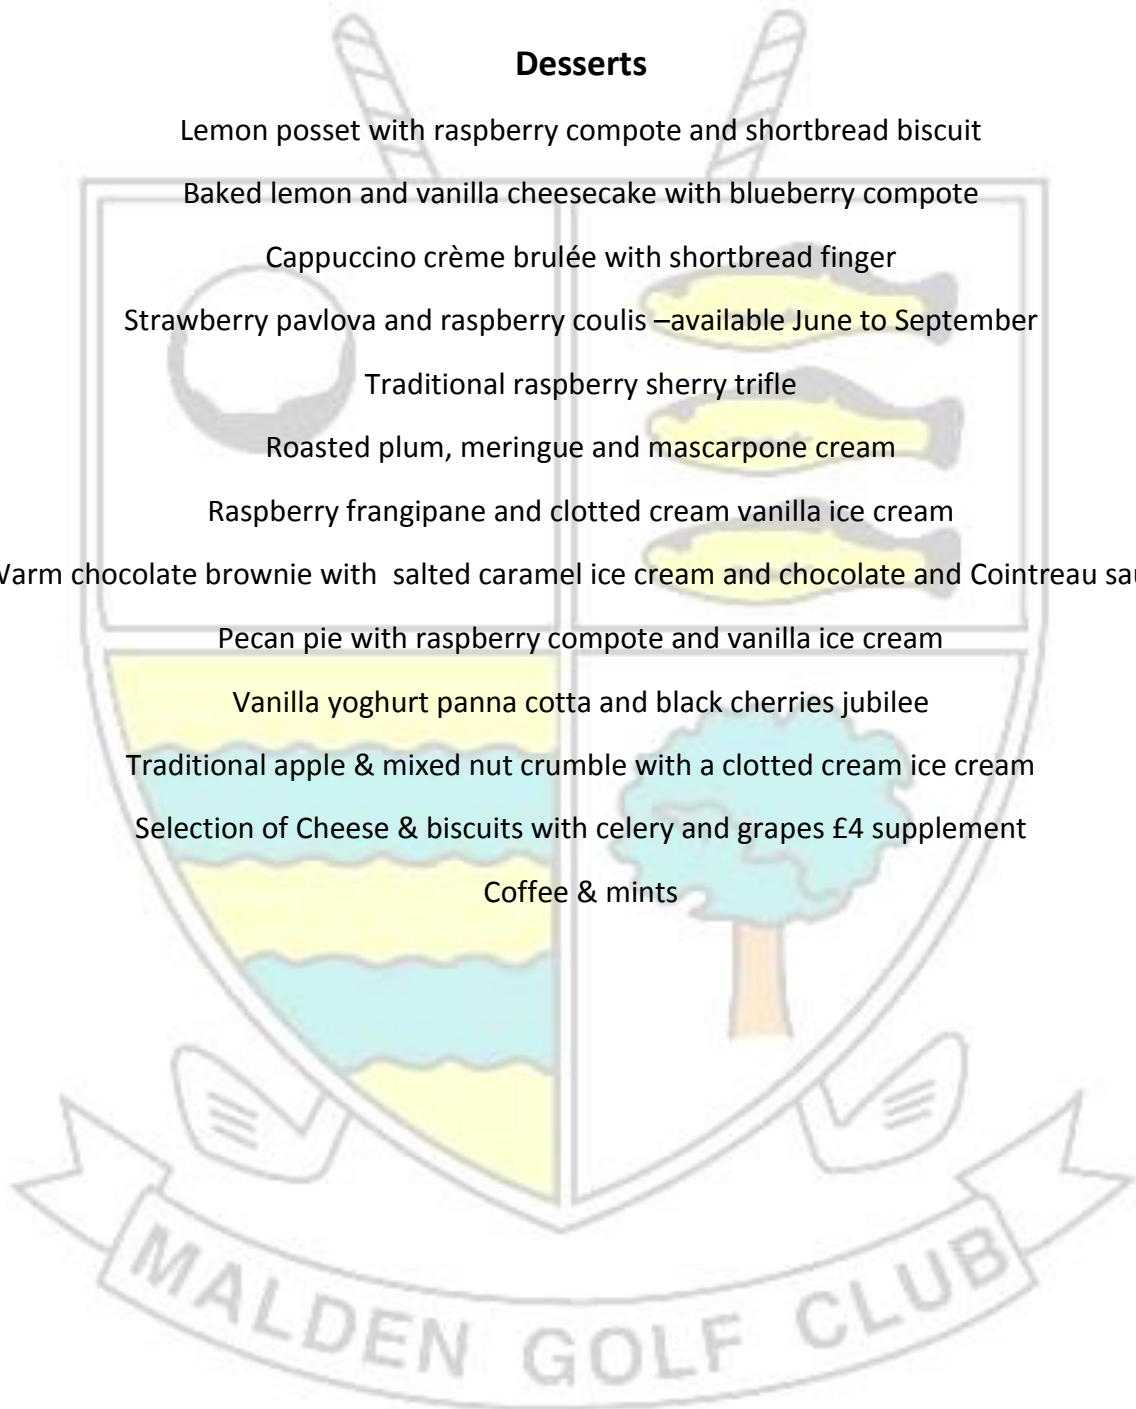 Desserts
Lemon posset with raspberry compote and shortbread biscuit
Baked lemon and vanilla cheesecake with blueberry compote
Cappuccino crème brulée with shortbread finger
Strawberry pavlova and raspberry coulis –available June to September
Traditional raspberry sherry trifle
Roasted plum, meringue and mascarpone cream
Raspberry frangipane and clotted cream vanilla ice cream
chocolate brownie with  salted caramel ice cream and chocolate and Cointreau
Pecan pie with raspberry compote and vanilla ice cream
Vanilla yoghurt panna cotta and black cherries jubilee
Traditional apple & mixed nut crumble with a clotted cream ice cream
Selection of Cheese & biscuits with celery and grapes £4 supplement
Coffee & mints
MALDEN GOLF CLUB